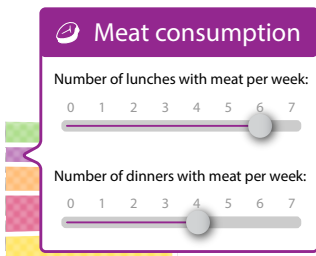 Meat consumption
Number of lunches with meat per week:
0 1 2 3 4 5 6 7
Number of dinners with meat per week:
0 1 2 3 4 5 6 7